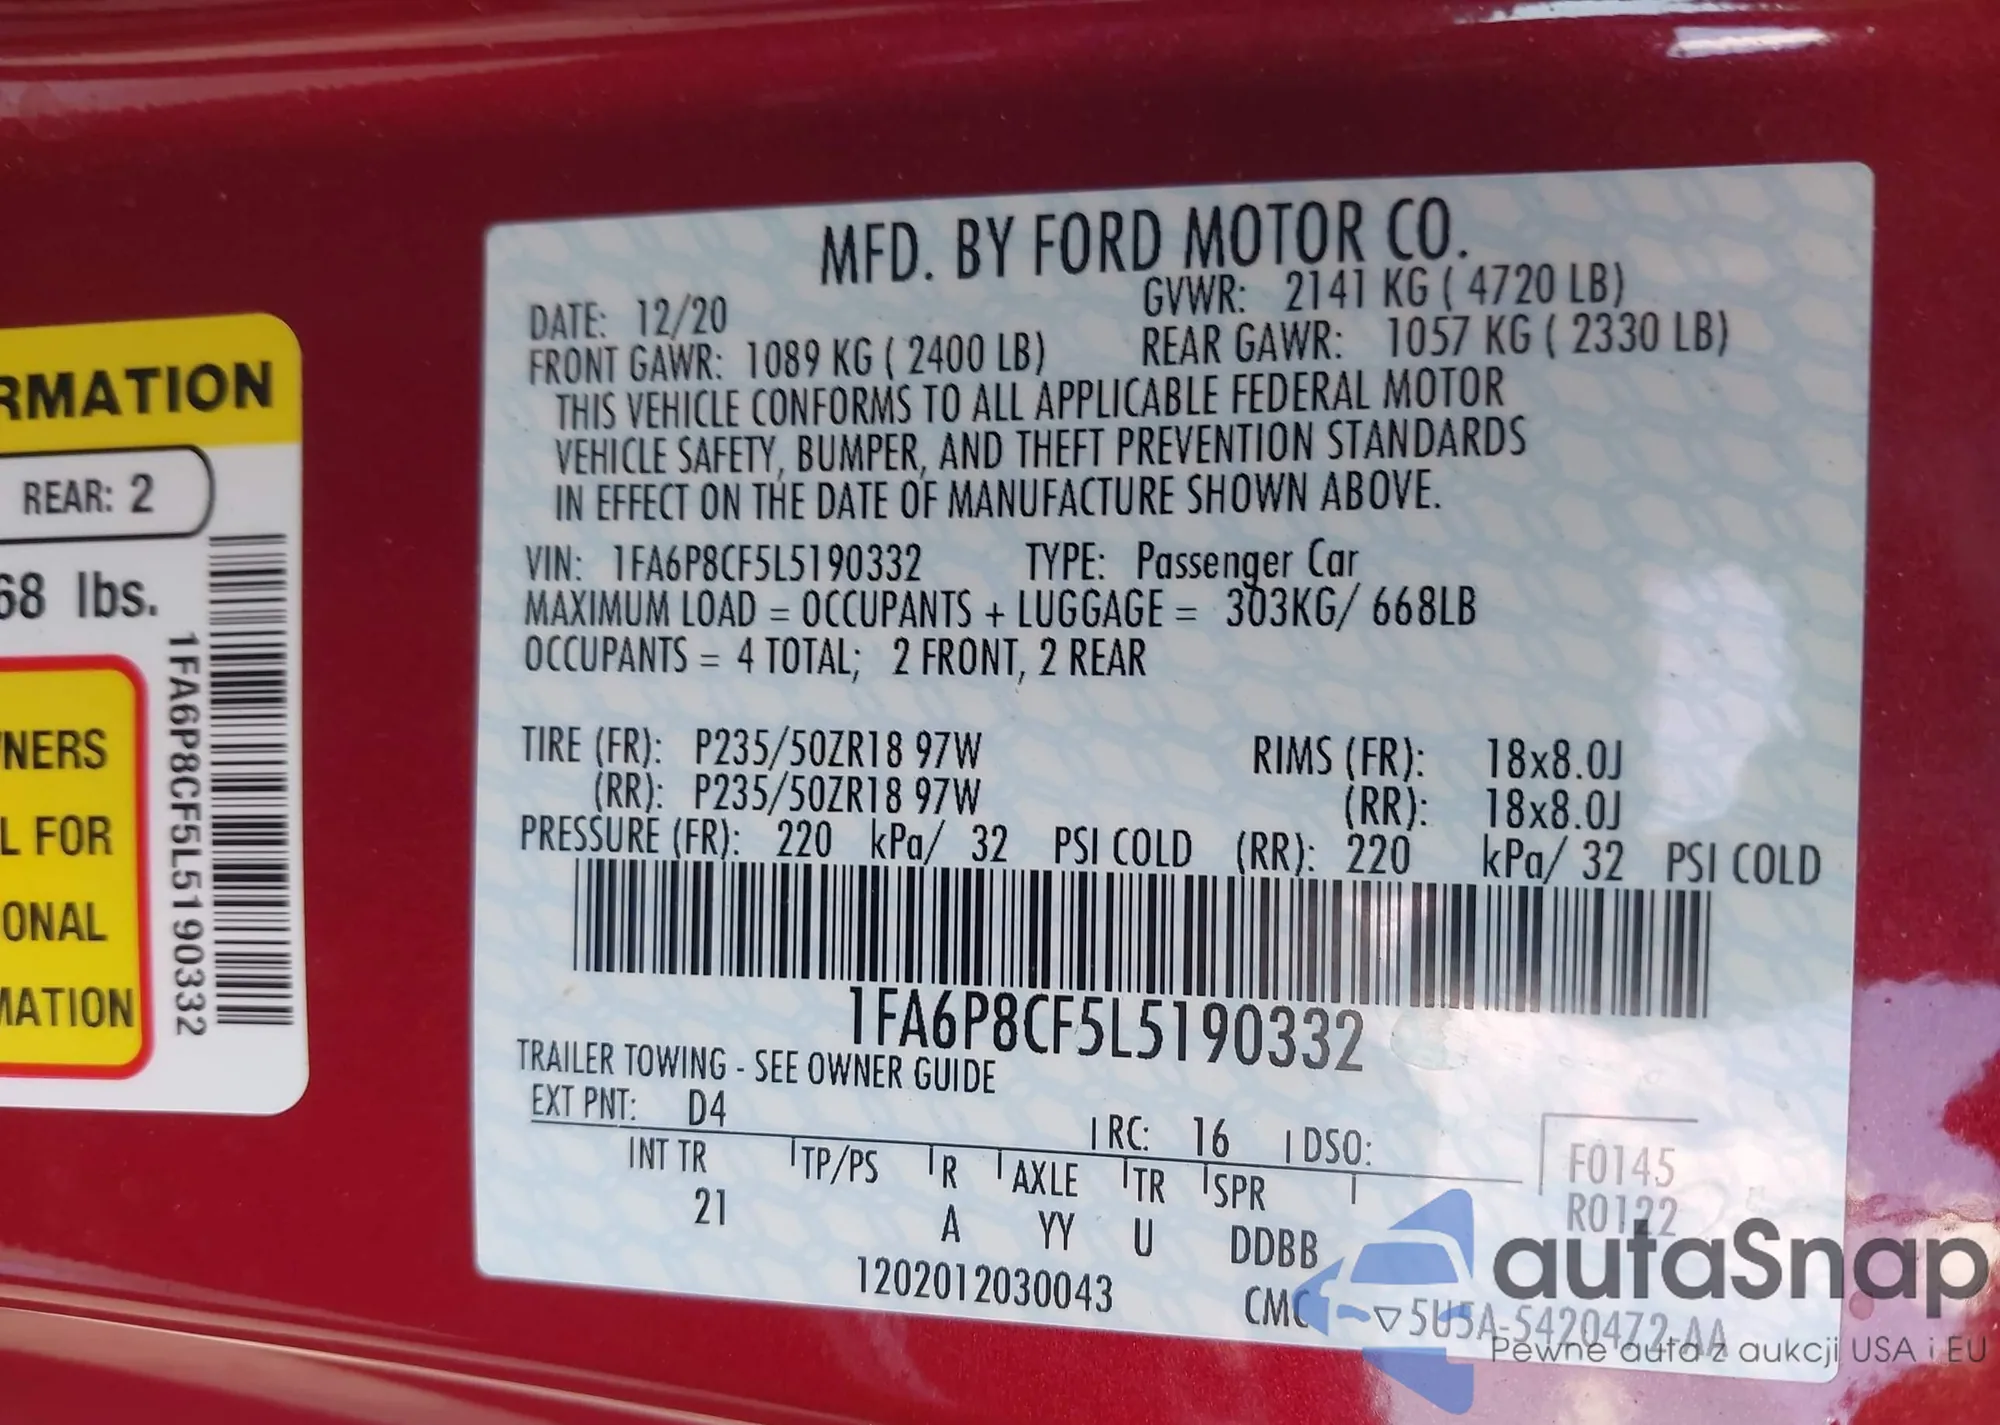 RMATION
REAR: 2
68 lbs.
NERS
L FOR
ONAL
MATION
1FA6P8CF5L5190332
MFD. BY FORD MOTOR CO.
DATE: 12/20 GVWR: 2141 KG ( 4720 LB)
FRONT GAWR: 1089 KG ( 2400 LB) REAR GAWR: 1057 KG ( 2330 LB)
THIS VEHICLE CONFORMS TO ALL APPLICABLE FEDERAL MOTOR
VEHICLE SAFETY, BUMPER, AND THEFT PREVENTION STANDARDS
IN EFFECT ON THE DATE OF MANUFACTURE SHOWN ABOVE.
VIN: 1FA6P8CF5L5190332 TYPE: Passenger Car
MAXIMUM LOAD = OCCUPANTS + LUGGAGE = 303KG/ 668LB
OCCUPANTS = 4 TOTAL; 2 FRONT, 2 REAR
TIRE (FR): P235/50ZR18 97W RIMS (FR): 18x8.0J
(RR): P235/50ZR18 97W (RR): 18x8.0J
PRESSURE (FR): 220 kPa/ 32 PSI COLD (RR): 220 kPa/ 32 PSI COLD
1FA6P8CF5L5190332
TRAILER TOWING - SEE OWNER GUIDE
EXT PNT: D4 RC: 16 DSO:
F0145
R0122
INT TR TP/PS R AXLE TR SPR
21 A YY U DDBB
1202012030043
CMC ▽5U5A-5420472-AA
autaSnap
Pewne auta z aukcji USA i EU